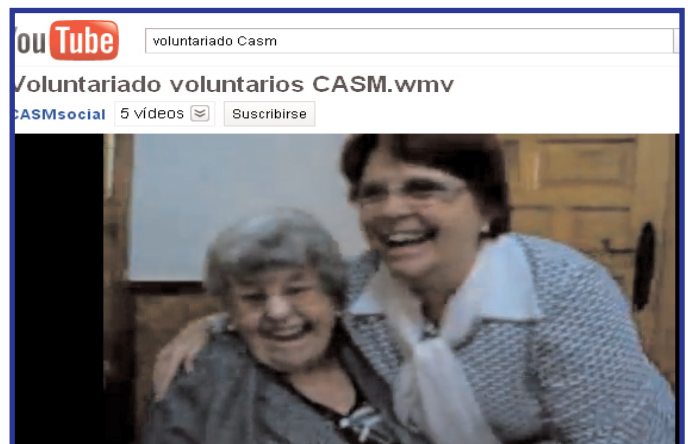 You Tube
voluntariado Casm
Voluntariado voluntarios CASM.wmv
CASMsocial 5 vídeos Suscribirse